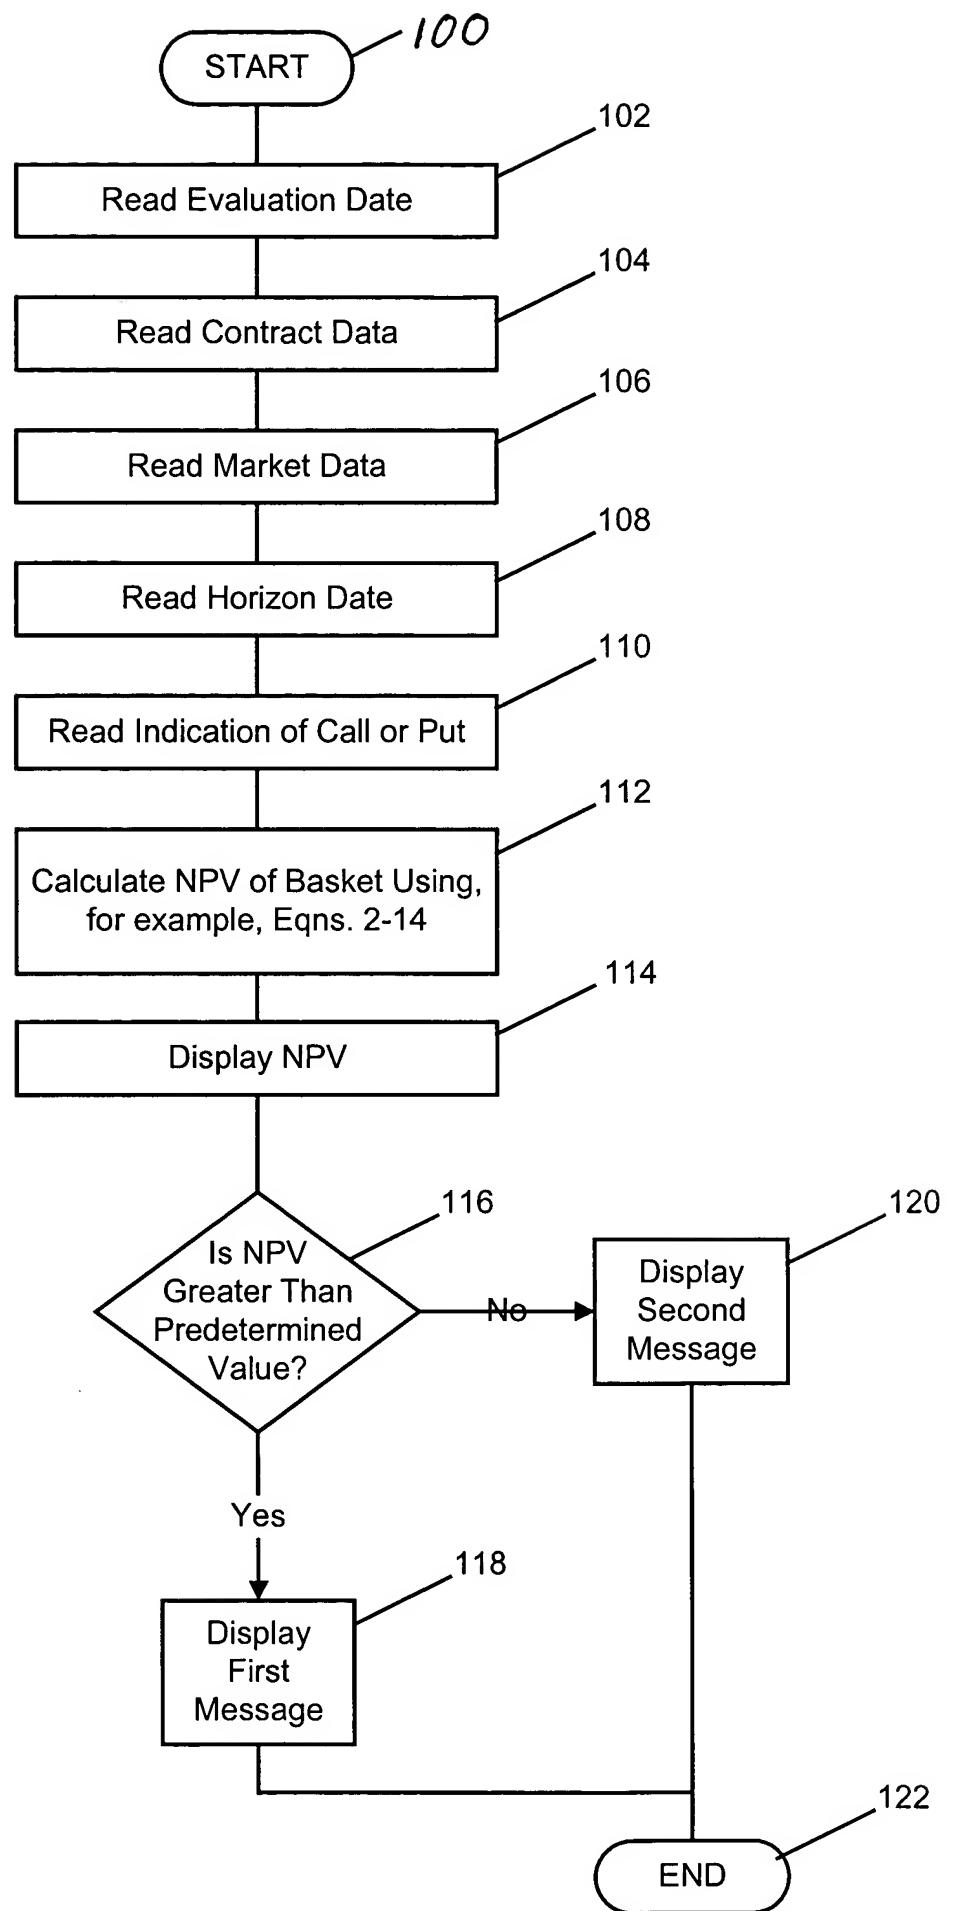 100
START
102
Read Evaluation Date
104
Read Contract Data
106
Read Market Data
108
Read Horizon Date
110
Read Indication of Call or Put
112
Calculate NPV of Basket Using,
for example, Eqns. 2-14
114
Display NPV
116
Is NPV
Greater Than
Predetermined
Value?
No
120
Display
Second
Message
Yes
118
Display
First
Message
122
END